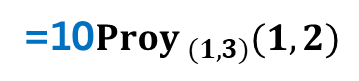 =10Proy (1,3)(1, 2)